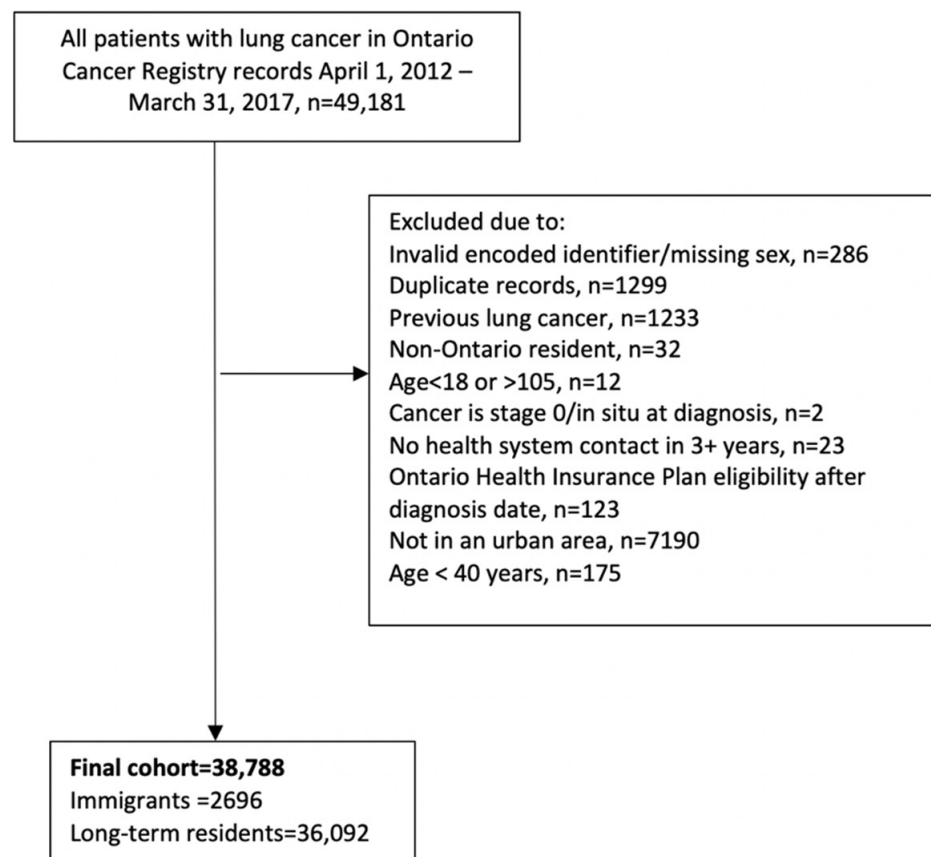 All patients with lung cancer in Ontario
Cancer Registry records April 1, 2012 –
March 31, 2017, n=49,181
Excluded due to:
Invalid encoded identifier/missing sex, n=286
Duplicate records, n=1299
Previous lung cancer, n=1233
Non-Ontario resident, n=32
Age<18 or >105, n=12
Cancer is stage 0/in situ at diagnosis, n=2
No health system contact in 3+ years, n=23
Ontario Health Insurance Plan eligibility after
diagnosis date, n=123
Not in an urban area, n=7190
Age < 40 years, n=175
Final cohort=38,788
Immigrants =2696
Long-term residents=36,092